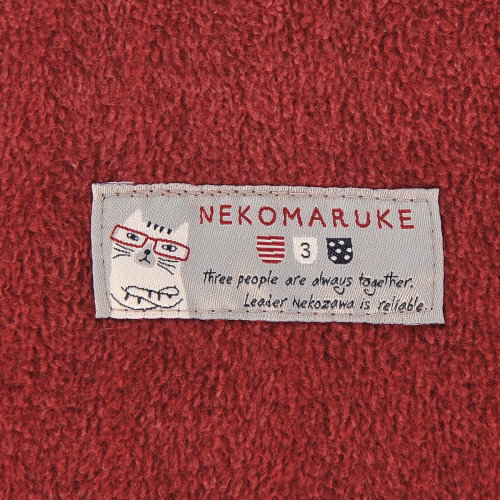 NEKOMARUKE
3
Three people are always together.
Leader Nekozawa is reliable..